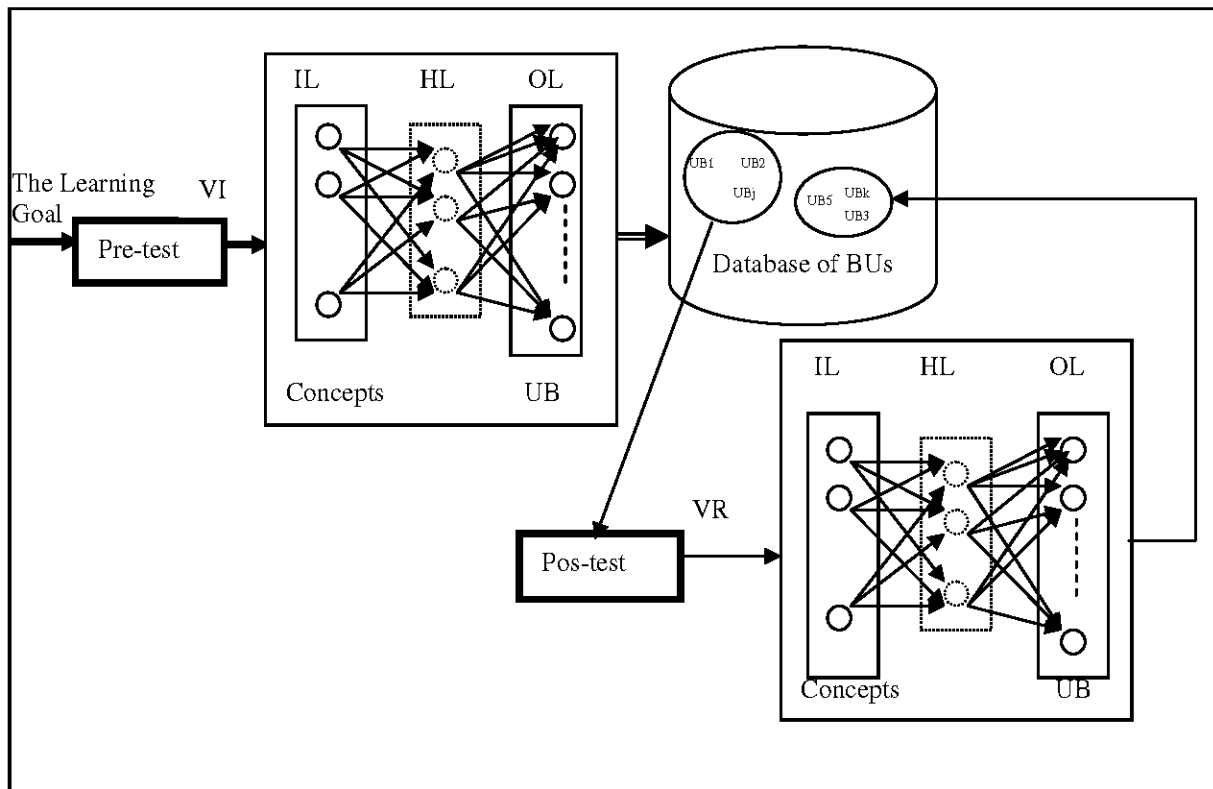 IL HL OL
The Learning
Goal
VI
Pre-test
Concepts UB
UB1 UB2
UBj
UB5 UBk
UB3
Database of BUs
IL HL OL
VR
Pos-test
Concepts UB